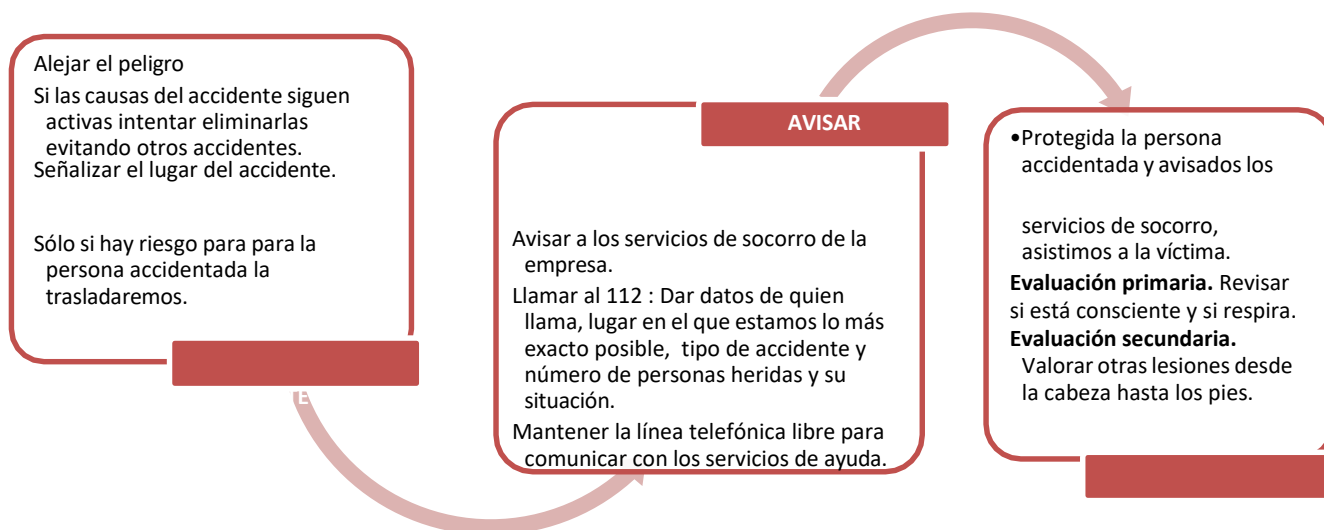 Alejar el peligro
Si las causas del accidente siguen
activas intentar eliminarlas
evitando otros accidentes.
Señalizar el lugar del accidente.
Sólo si hay riesgo para para la
persona accidentada la
trasladaremos.
E
AVISAR
Avisar a los servicios de socorro de la
empresa.
Llamar al 112 : Dar datos de quien
llama, lugar en el que estamos lo más
exacto posible, tipo de accidente y
número de personas heridas y su
situación.
Mantener la línea telefónica libre para
comunicar con los servicios de ayuda.
•Protegida la persona
accidentada y avisados los
servicios de socorro,
asistimos a la víctima.
Evaluación primaria. Revisar
si está consciente y si respira.
Evaluación secundaria.
Valorar otras lesiones desde
la cabeza hasta los pies.